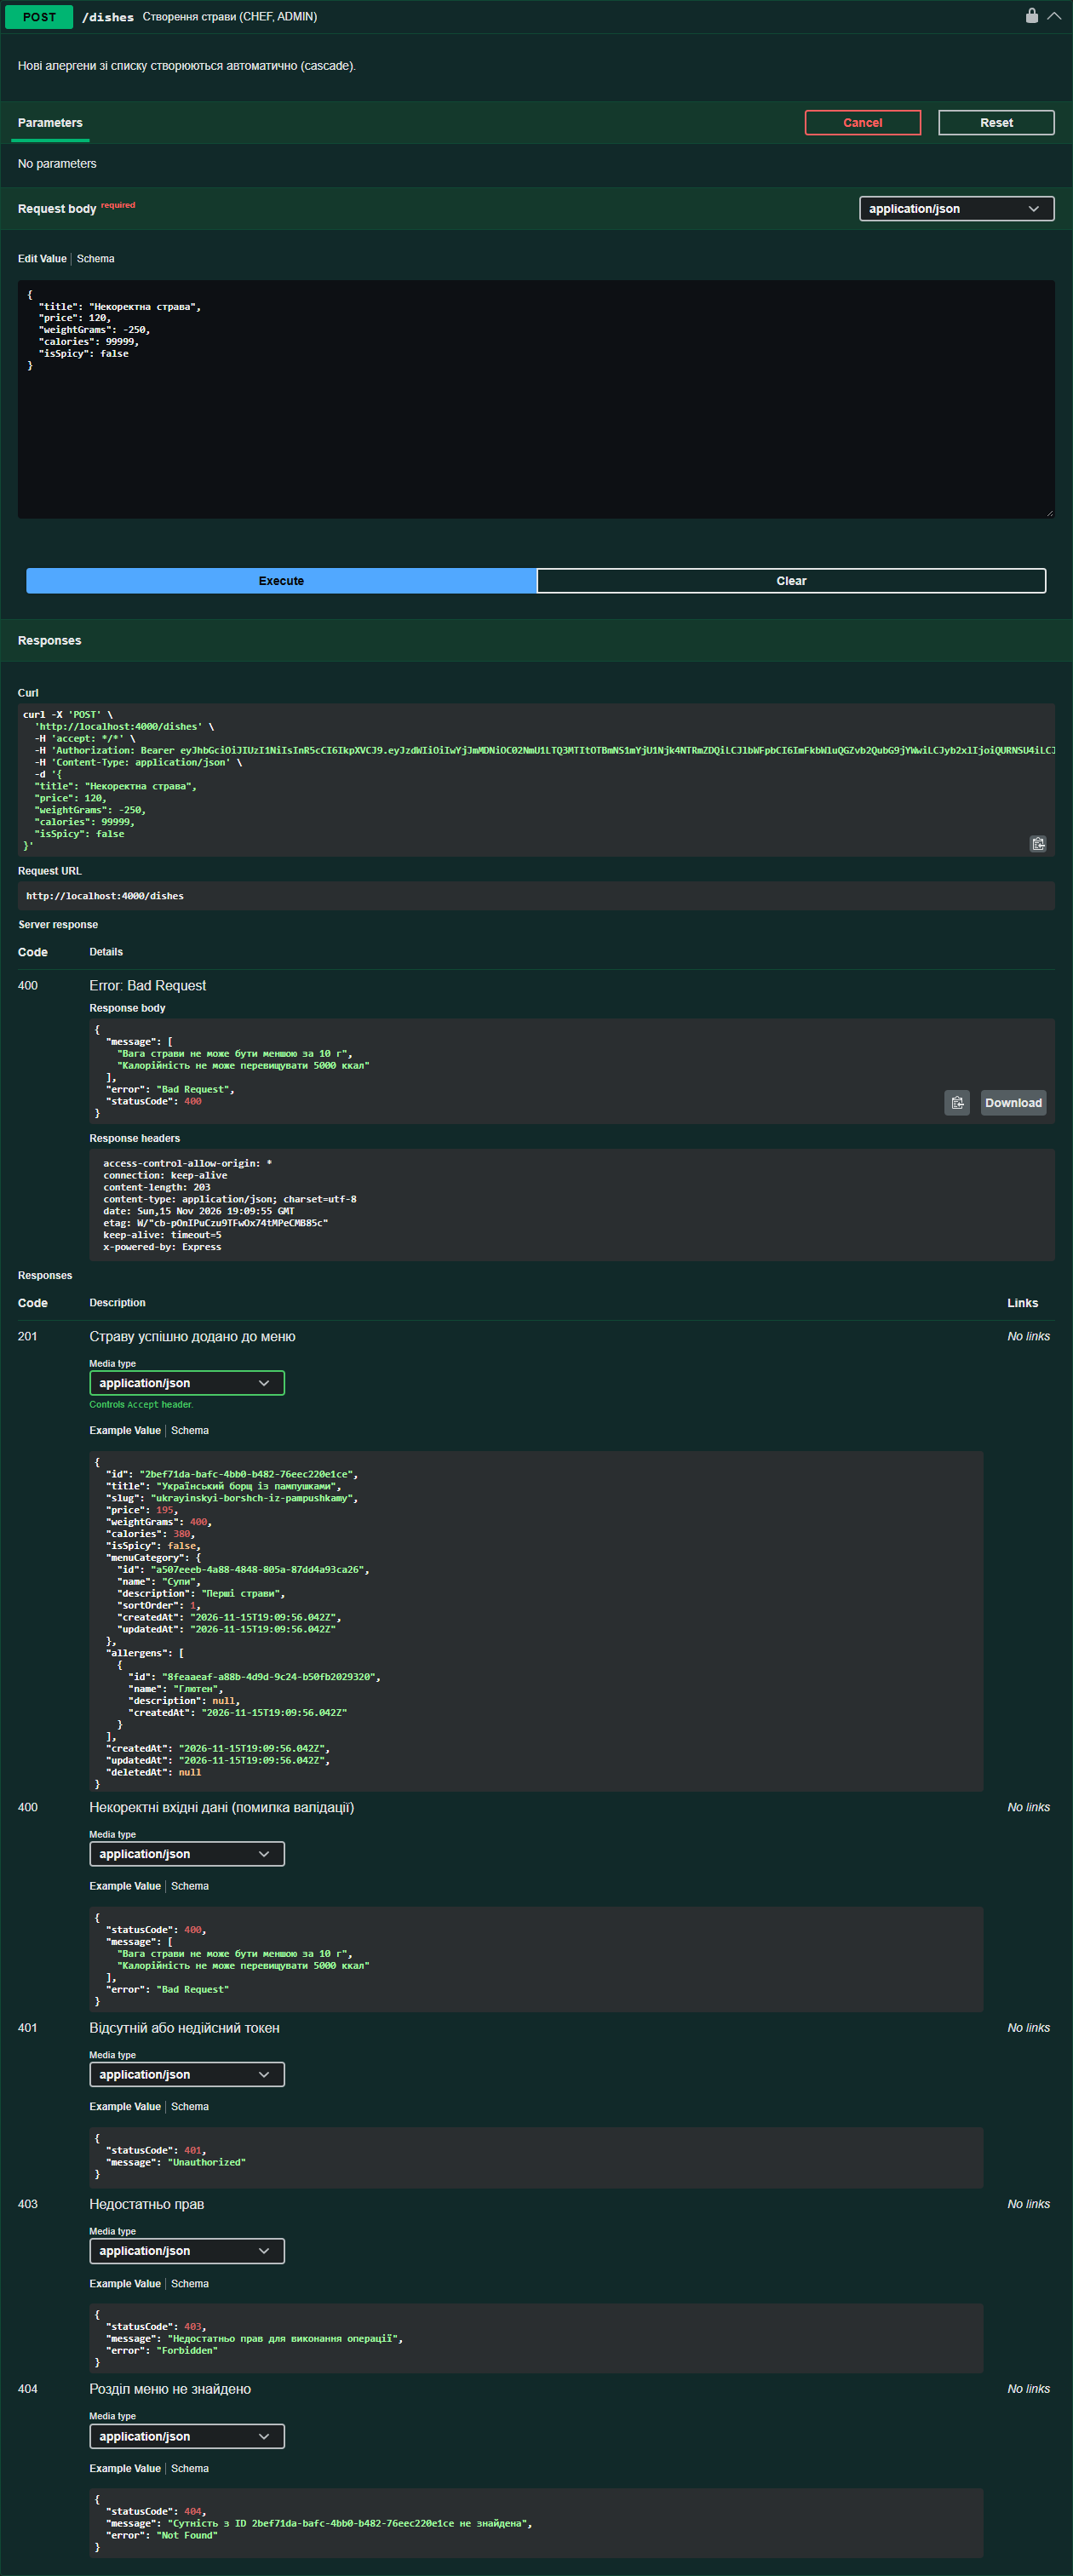 POST /dishes Створення страви (CHEF, ADMIN)
Нові алергени зі списку створюються автоматично (cascade).
Parameters
Cancel
Reset
No parameters
Request body required
application/json
Edit Value | Schema
{
"title": "Некоректна страва",
"price": 120,
"weightGrams": -250,
"calories": 99999,
"isSpicy": false
}
Execute
Clear
Responses
Curl
curl -X 'POST' \
'http://localhost:4000/dishes' \
-H 'accept: */*' \
-H 'Authorization: Bearer
-H 'Content-Type: application/json' \
-d '{
"title": "Некоректна страва",
"price": 120,
"weightGrams": -250,
"calories": 99999,
"isSpicy": false
}'
Request URL
http://localhost:4000/dishes
Server response
Code Details
400 Error: Bad Request
Response body
{
"message": [
"Вага страви не може бути меншою за 10 г",
"Калорійність не може перевищувати 5000 ккал"
],
"error": "Bad Request",
"statusCode": 400
}
Download
Response headers
access-control-allow-origin: *
connection: keep-alive
content-length: 203
content-type: application/json; charset=utf-8
date: Sun,15 Nov 2026 19:09:55 GMT
etag: W/"cb-pOnIPuCzu9TFwOx74tMPeCMB85c"
keep-alive: timeout=5
x-powered-by: Express
Responses
Code Description Links
201 Страву успішно додано до меню No links
Media type
application/json
Controls Accept header.
Example Value | Schema
{
"id": "2bef71da-bafc-4bb0-b482-76eec220e1ce",
"title": "Український борщ із пампушками",
"slug": "ukrayinskyi-borshch-iz-pampushkamy",
"price": 195,
"weightGrams": 400,
"calories": 380,
"isSpicy": false,
"menuCategory": {
"id": "a507eeeb-4a88-4848-805a-87dd4a93ca26",
"name": "Супи",
"description": "Перші страви",
"sortOrder": 1,
"createdAt": "2026-11-15T19:09:56.042Z",
"updatedAt": "2026-11-15T19:09:56.042Z"
},
"allergens": [
{
"id": "8feaaeaf-a88b-4d9d-9c24-b50fb2029320",
"name": "Глютен",
"description": null,
"createdAt": "2026-11-15T19:09:56.042Z"
}
],
"createdAt": "2026-11-15T19:09:56.042Z",
"updatedAt": "2026-11-15T19:09:56.042Z",
"deletedAt": null
}
400 Некоректні вхідні дані (помилка валідації) No links
Media type
application/json
Example Value | Schema
{
"statusCode": 400,
"message": [
"Вага страви не може бути меншою за 10 г",
"Калорійність не може перевищувати 5000 ккал"
],
"error": "Bad Request"
}
401 Відсутній або недійсний токен No links
Media type
application/json
Example Value | Schema
{
"statusCode": 401,
"message": "Unauthorized"
}
403 Недостатньо прав No links
Media type
application/json
Example Value | Schema
{
"statusCode": 403,
"message": "Недостатньо прав для виконання операції",
"error": "Forbidden"
}
404 Розділ меню не знайдено No links
Media type
application/json
Example Value | Schema
{
"statusCode": 404,
"message": "Сутність з ID 2bef71da-bafc-4bb0-b482-76eec220e1ce не знайдена",
"error": "Not Found"
}